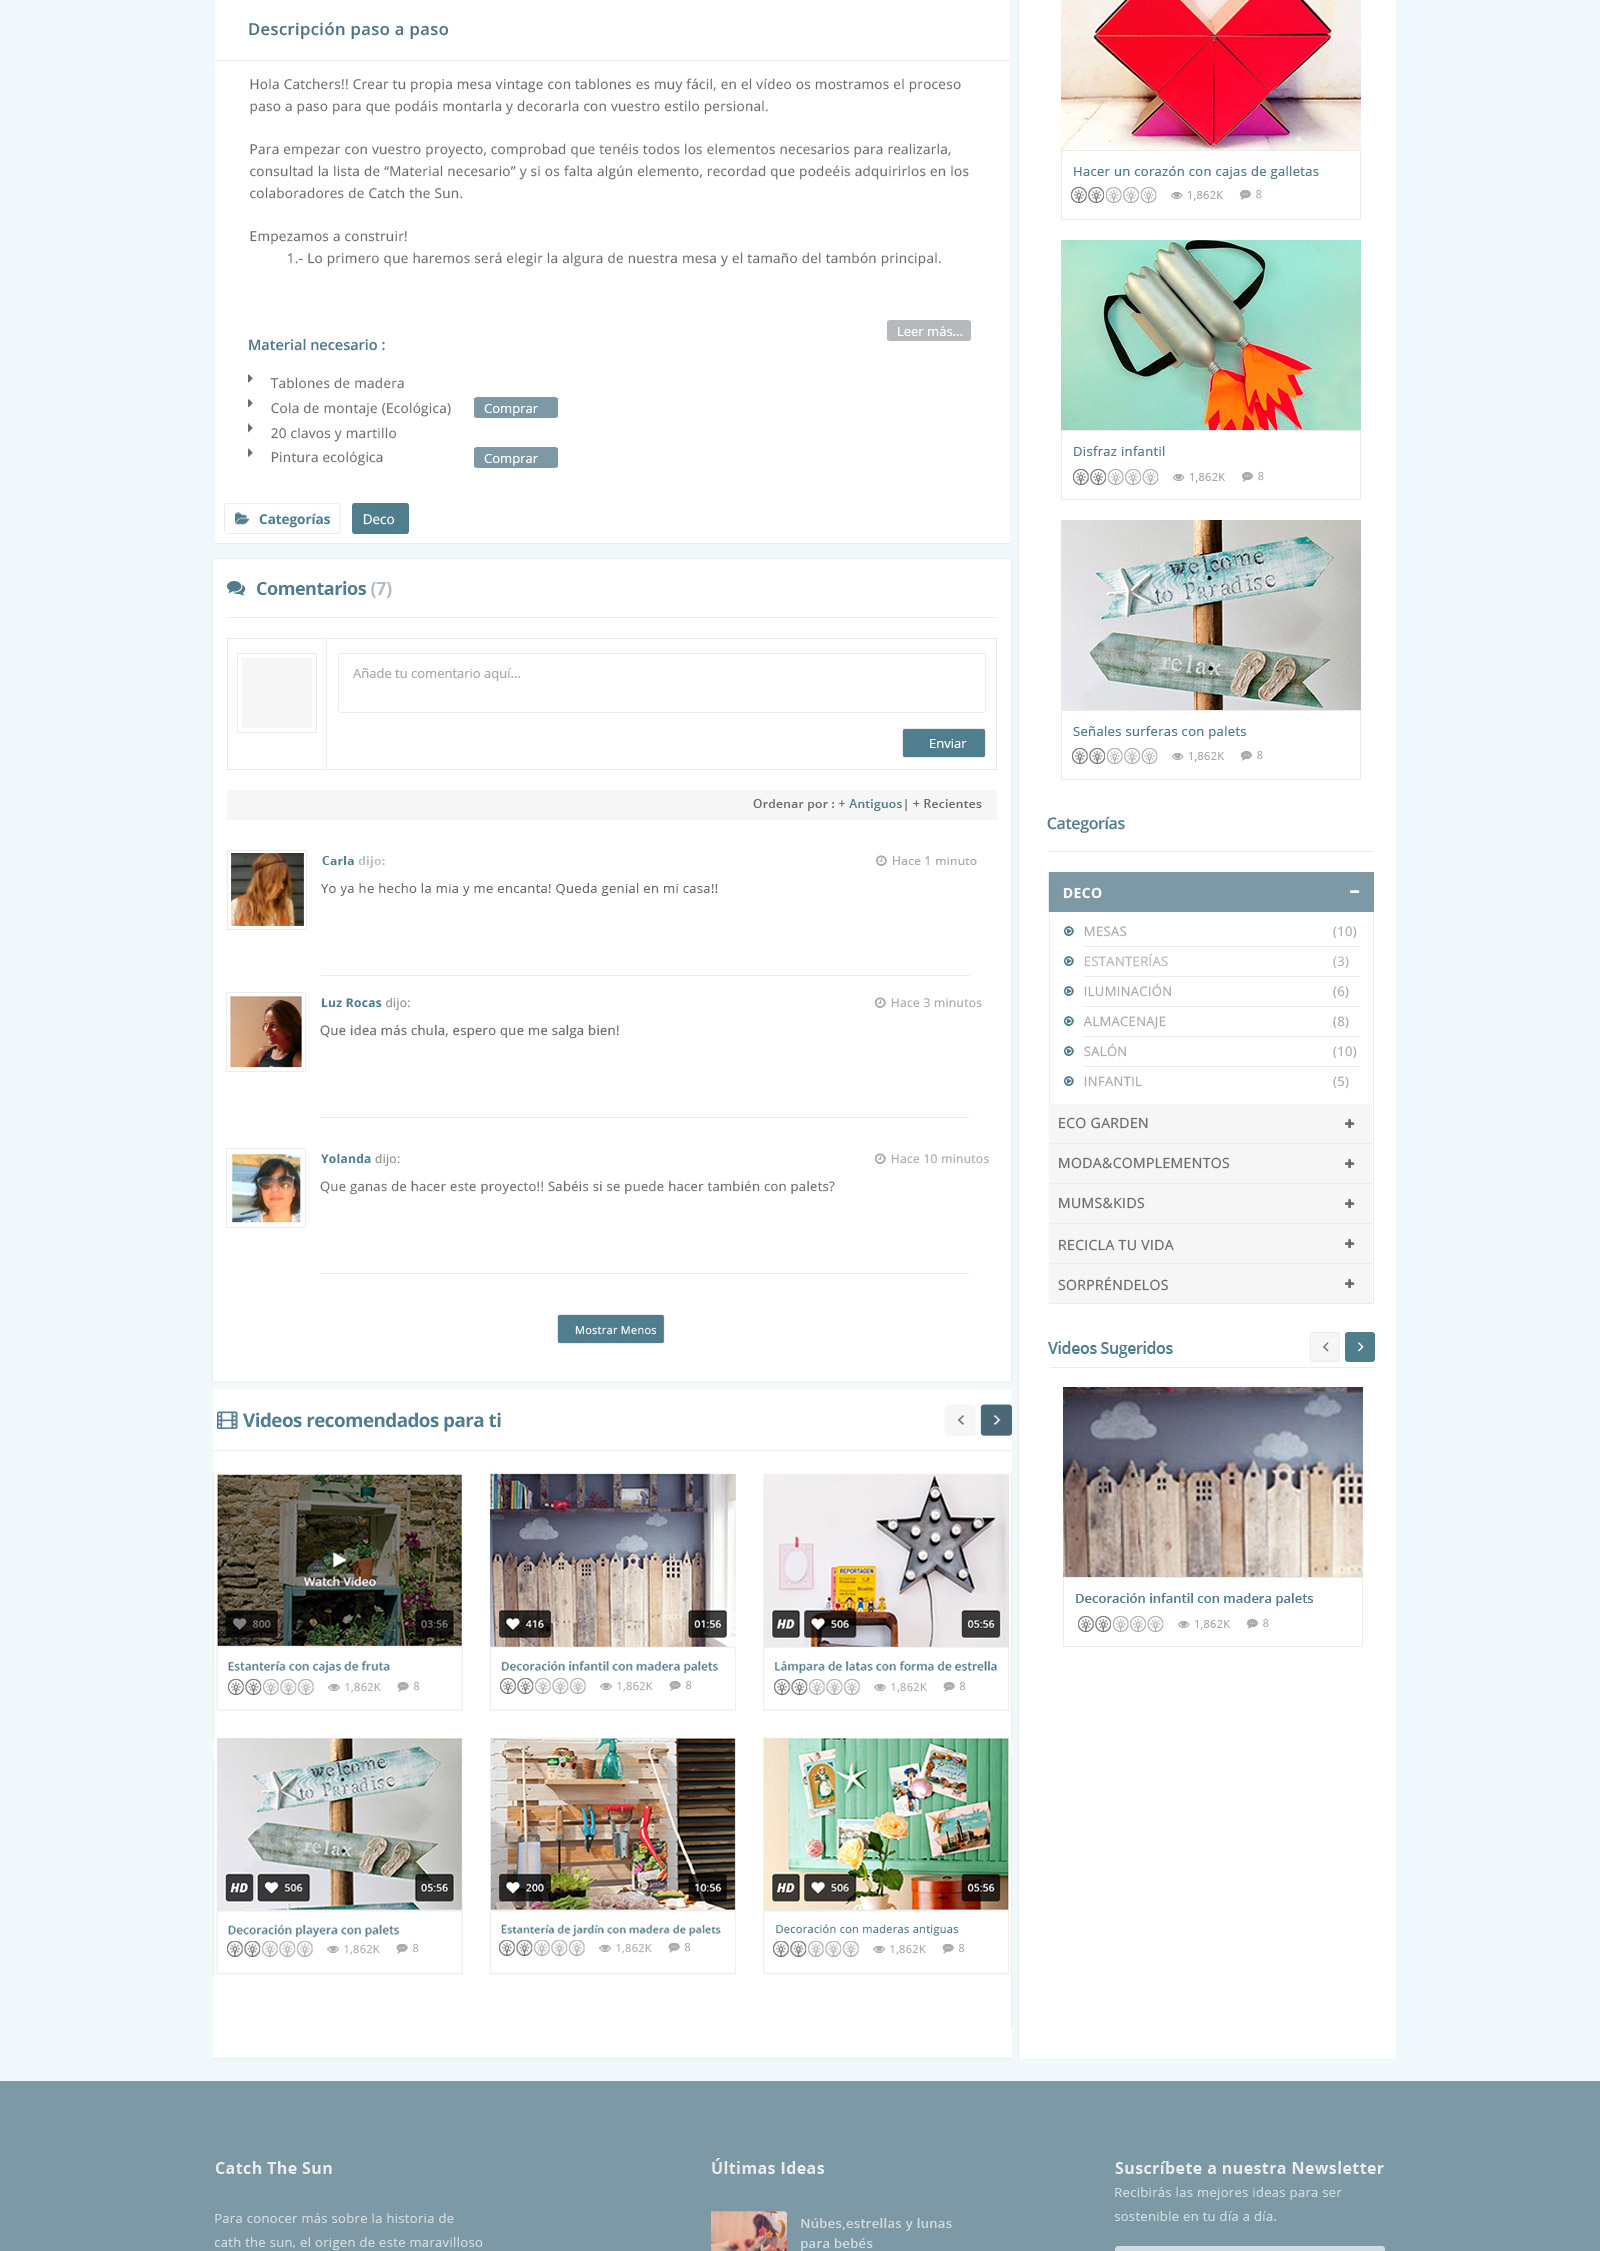 Descripción paso a paso
Hola Catchers!! Crear tu propia mesa vintage con tablones es muy fácil, en el vídeo os mostramos el proceso
paso a paso para que podáis montarla y decorarla con vuestro estilo persional.
Para empezar con vuestro proyecto, comprobad que tenéis todos los elementos necesarios para realizarla,
consultad la lista de “Material necesario” y si os falta algún elemento, recordad que podeéis adquirirlos en los
colaboradores de Catch the Sun.
Empezamos a construir!
1.- Lo primero que haremos será elegir la algura de nuestra mesa y el tamaño del tambón principal.
Leer más...
Material necesario :
Tablones de madera
Cola de montaje (Ecológica) Comprar
20 clavos y martillo
Pintura ecológica Comprar
Categorías Deco
Comentarios (7)
Añade tu comentario aquí...
Enviar
Ordenar por : + Antiguos| + Recientes
Carla dijo: Hace 1 minuto
Yo ya he hecho la mia y me encanta! Queda genial en mi casa!!
Luz Rocas dijo: Hace 3 minutos
Que idea más chula, espero que me salga bien!
Yolanda dijo: Hace 10 minutos
Que ganas de hacer este proyecto!! Sabéis si se puede hacer también con palets?
Mostrar Menos
Videos recomendados para ti
Watch Video
800 03:56
Estantería con cajas de fruta
1,862K 8
416 01:56
Decoración infantil con madera palets
1,862K 8
REPORTAGEN
HD 506 05:56
Lámpara de latas con forma de estrella
1,862K 8
welcome
to Paradise
relax
HD 506 05:56
Decoración playera con palets
1,862K 8
200 10:56
Estantería de jardín con madera de palets
1,862K 8
HD 506 05:56
Decoración con maderas antiguas
1,862K 8
Hacer un corazón con cajas de galletas
1,862K 8
Disfraz infantil
1,862K 8
welcome
to Paradise
relax
Señales surferas con palets
1,862K 8
Categorías
DECO
MESAS (10)
ESTANTERÍAS (3)
ILUMINACIÓN (6)
ALMACENAJE (8)
SALÓN (10)
INFANTIL (5)
ECO GARDEN
MODA&COMPLEMENTOS
MUMS&KIDS
RECICLA TU VIDA
SORPRÉNDELOS
Videos Sugeridos
Decoración infantil con madera palets
1,862K 8
Catch The Sun
Para conocer más sobre la historia de
cath the sun, el origen de este maravilloso
Últimas Ideas
Núbes,estrellas y lunas
para bebés
Suscríbete a nuestra Newsletter
Recibirás las mejores ideas para ser
sostenible en tu día a día.